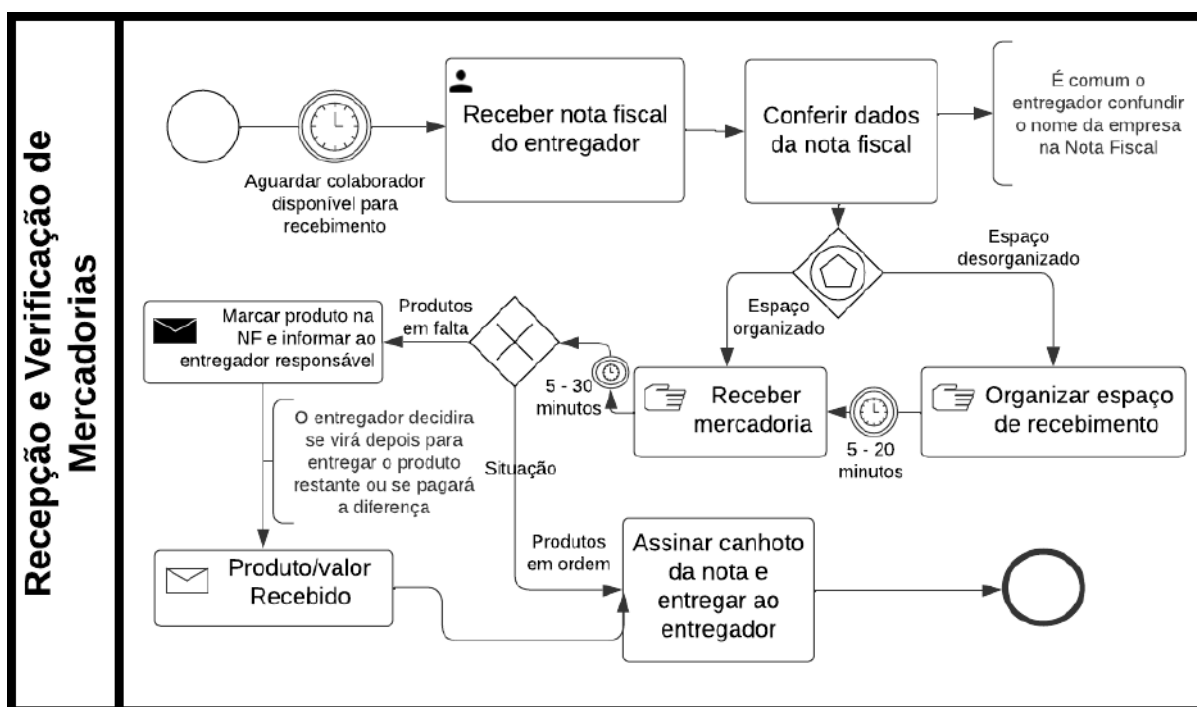 Recepção e Verificação de
Mercadorias
Aguardar colaborador
disponível para
recebimento
Receber nota fiscal
do entregador
Conferir dados
da nota fiscal
É comum o
entregador confundir
o nome da empresa
na Nota Fiscal
Espaço
desorganizado
Espaço
organizado
Organizar espaço
de recebimento
5 - 20
minutos
Receber
mercadoria
5 - 30
minutos
Produtos
em falta
Marcar produto na
NF e informar ao
entregador responsável
O entregador decidira
se virá depois para
entregar o produto
restante ou se pagará
a diferença
Situação
Produto/valor
Recebido
Produtos
em ordem
Assinar canhoto
da nota e
entregar ao
entregador